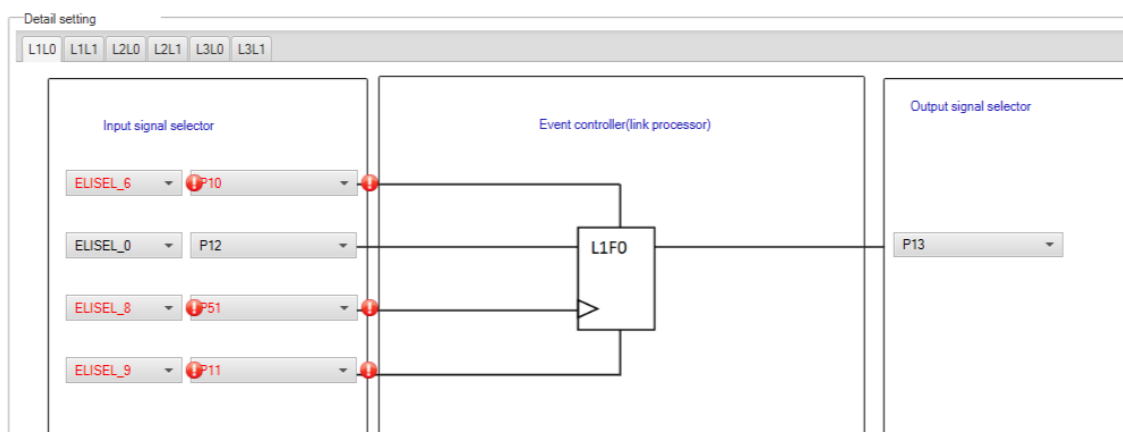 Detail setting
L1L0 L1L1 L2L0 L2L1 L3L0 L3L1
Input signal selector
Event controller(link processor)
Output signal selector
ELISEL_6 P10
ELISEL_0 P12
L1F0
P13
ELISEL_8 P51
ELISEL_9 P11